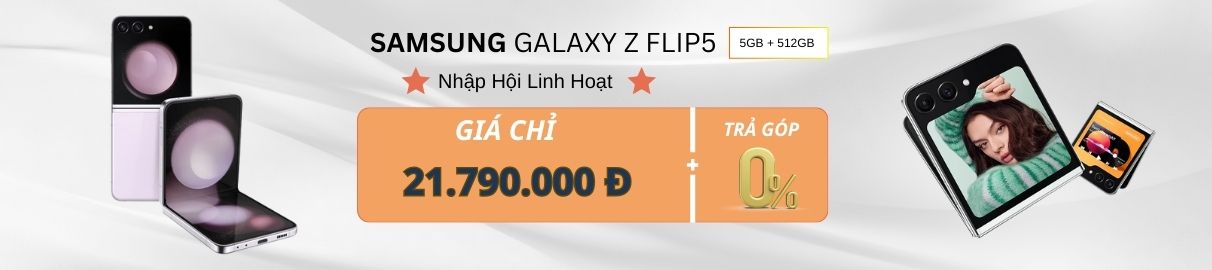 SAMSUNG GALAXY Z FLIP5
5GB + 512GB
Nhập Hội Linh Hoạt
GIÁ CHỈ
21.790.000 Đ
+
TRẢ GÓP
0%